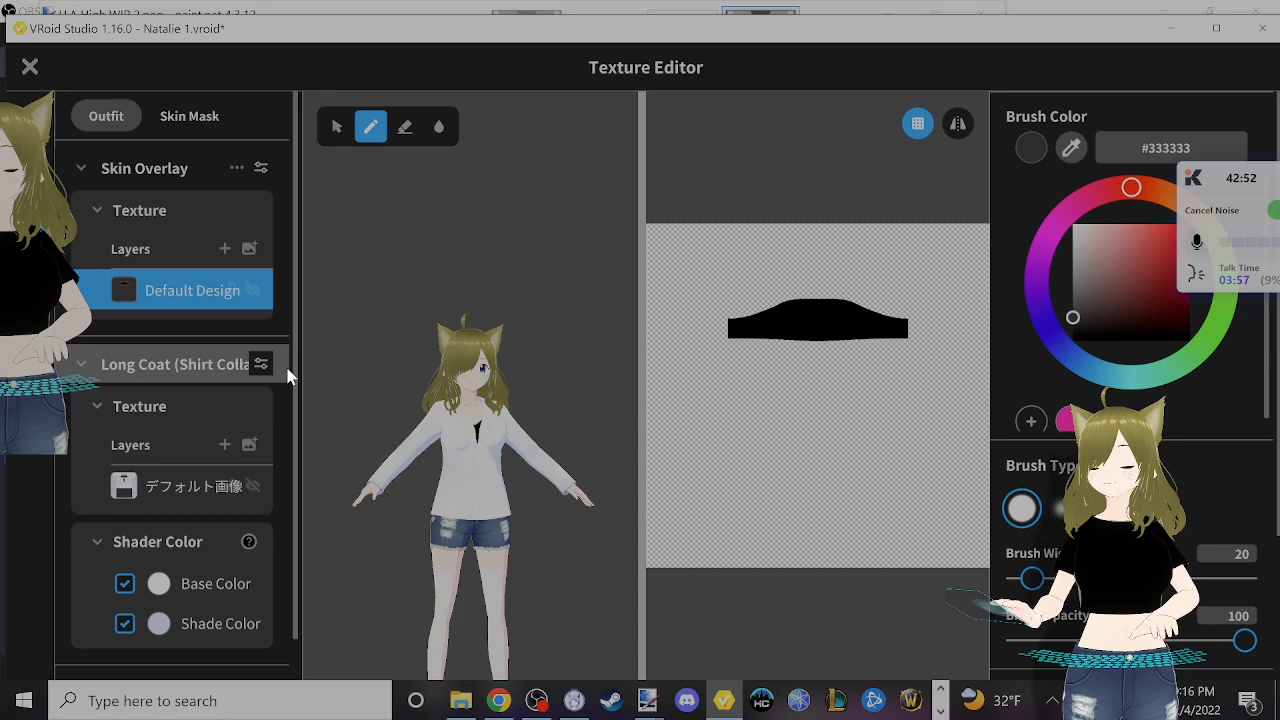 VRoid Studio 1.16.0 - Natalie 1.vroid*
Texture Editor
Outfit
Skin Mask
Skin Overlay
Texture
Layers
Default Design
Long Coat (Shirt Colla
Texture
Layers
デフォルト画像
Shader Color
Base Color
Shade Color
Brush Color
#333333
42:52
Cancel Noise
Talk Time
03:57 (9%
Brush Type
Brush Wi
20
100
Type here to search
32°F
:16 PM
/4/2022
3